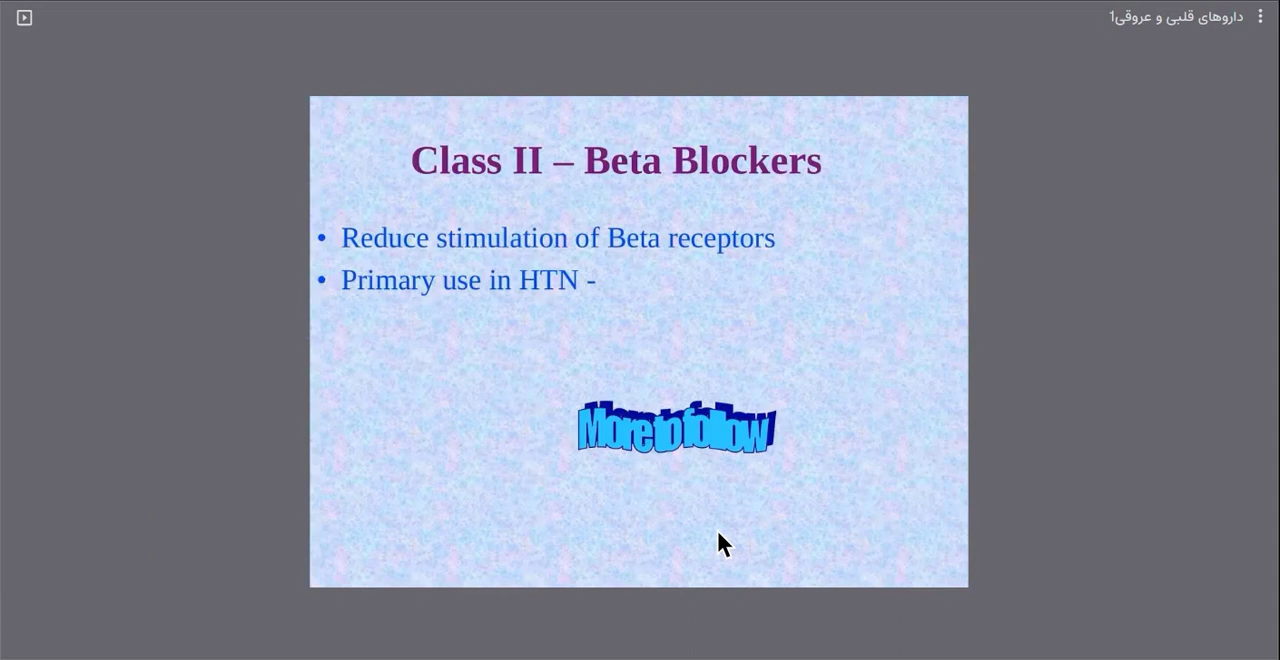 داروهای قلبی و عروقی1
Class II – Beta Blockers
• Reduce stimulation of Beta receptors
• Primary use in HTN -
More to follow